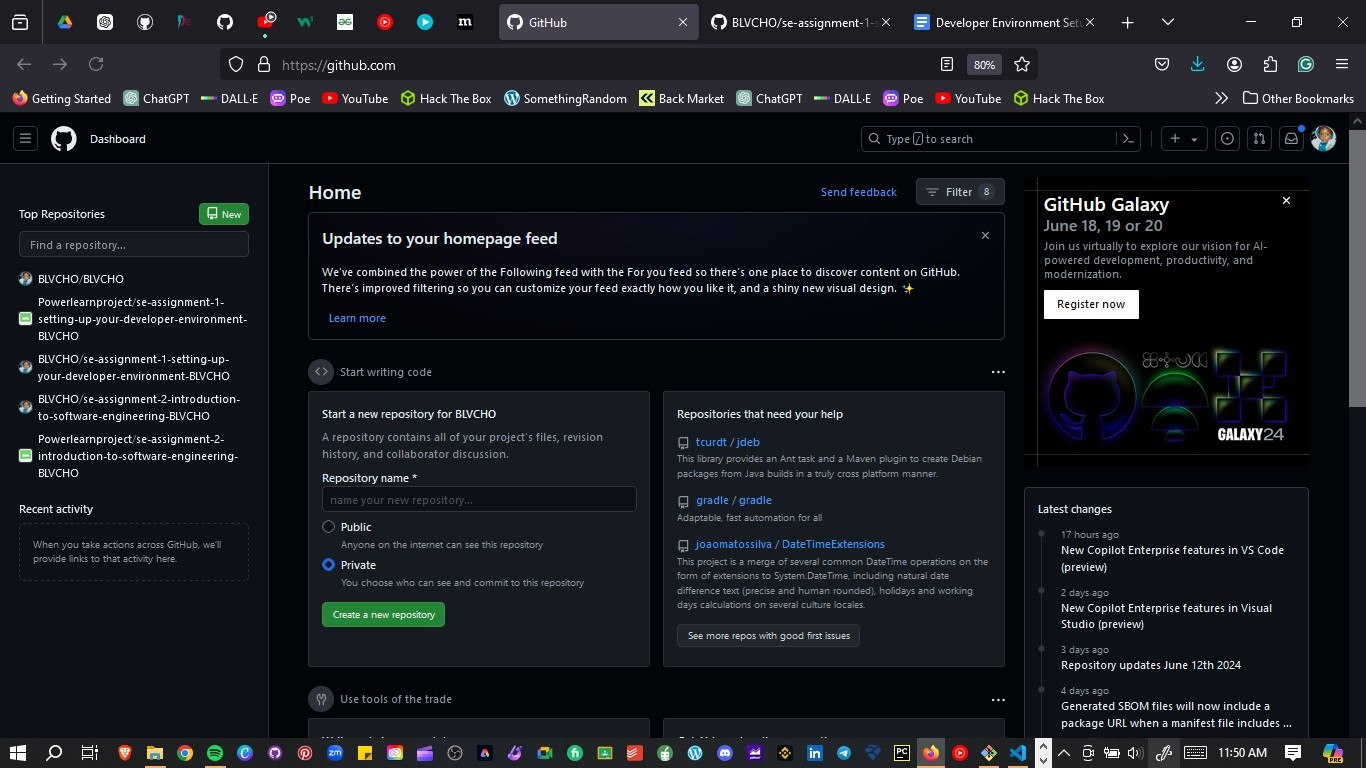 GitHub
BLVCHO/se-assignment-1-s
Developer Environment Setu
https://github.com
80%
Getting Started
ChatGPT
DALL·E
Poe
YouTube
Hack The Box
SomethingRandom
Back Market
ChatGPT
DALL·E
Poe
YouTube
Hack The Box
Other Bookmarks
Dashboard
Type / to search
Top Repositories
New
Find a repository...
BLVCHO/BLVCHO
Powerlearnproject/se-assignment-1-
setting-up-your-developer-environment-
BLVCHO
BLVCHO/se-assignment-1-setting-up-
your-developer-environment-BLVCHO
BLVCHO/se-assignment-2-introduction-
to-software-engineering-BLVCHO
Powerlearnproject/se-assignment-2-
introduction-to-software-engineering-
BLVCHO
Recent activity
When you take actions across GitHub, we'll
provide links to that activity here.
Home
Send feedback
Filter 8
Updates to your homepage feed
We've combined the power of the Following feed with the For you feed so there's one place to discover content on GitHub.
There's improved filtering so you can customize your feed exactly how you like it, and a shiny new visual design. ✨
Learn more
Start writing code
Start a new repository for BLVCHO
A repository contains all of your project's files, revision
history, and collaborator discussion.
Repository name *
name your new repository...
Public
Anyone on the internet can see this repository
Private
You choose who can see and commit to this repository
Create a new repository
Repositories that need your help
tcurdt / jdeb
This library provides an Ant task and a Maven plugin to create Debian
packages from Java builds in a truly cross platform manner.
gradle / gradle
Adaptable, fast automation for all
joaomatossilva / DateTimeExtensions
This project is a merge of several common DateTime operations on the
form of extensions to System.DateTime, including natural date
difference text (precise and human rounded), holidays and working
days calculations on several culture locales.
See more repos with good first issues
Use tools of the trade
GitHub Galaxy
June 18, 19 or 20
Join us virtually to explore our vision for AI-
powered development, productivity, and
modernization.
Register now
GALAXY24
Latest changes
17 hours ago
New Copilot Enterprise features in VS Code
(preview)
2 days ago
New Copilot Enterprise features in Visual
Studio (preview)
3 days ago
Repository updates June 12th 2024
4 days ago
Generated SBOM files will now include a
package URL when a manifest file includes ...
11:50 AM